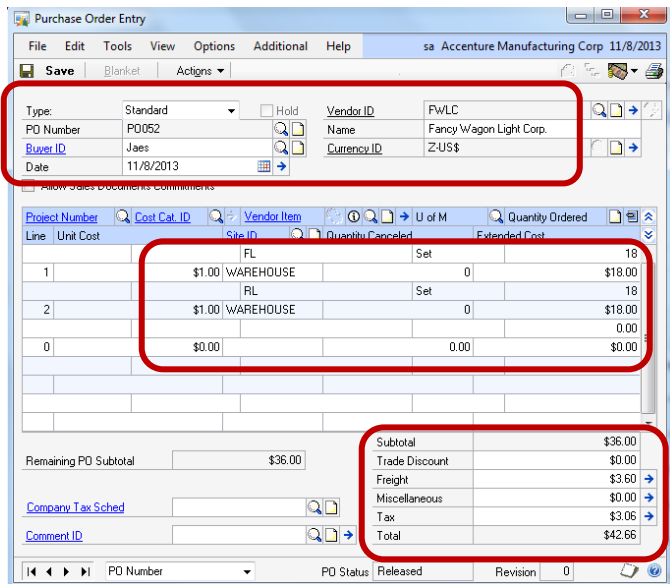 Purchase Order Entry
File Edit Tools View Options Additional Help sa Accenture Manufacturing Corp 11/8/2013
Save Blanket Actions
Type: Standard Hold Vendor ID FWLC
PO Number PO052 Name Fancy Wagon Light Corp.
Buyer ID Jaes Currency ID Z-US$
Date 11/8/2013
Allow Sales Documents Commitments
Project Number Cost Cat. ID Vendor Item U of M Quantity Ordered
Line Unit Cost Site ID Quantity Canceled Extended Cost
FL Set 18
1 $1.00 WAREHOUSE 0 $18.00
RL Set 18
2 $1.00 WAREHOUSE 0 $18.00
0.00
0 $0.00 0.00 $0.00
Subtotal $36.00
Remaining PO Subtotal $36.00 Trade Discount $0.00
Freight $3.60
Miscellaneous $0.00
Company Tax Sched Tax $3.06
Comment ID Total $42.66
PO Number PO Status Released Revision 0